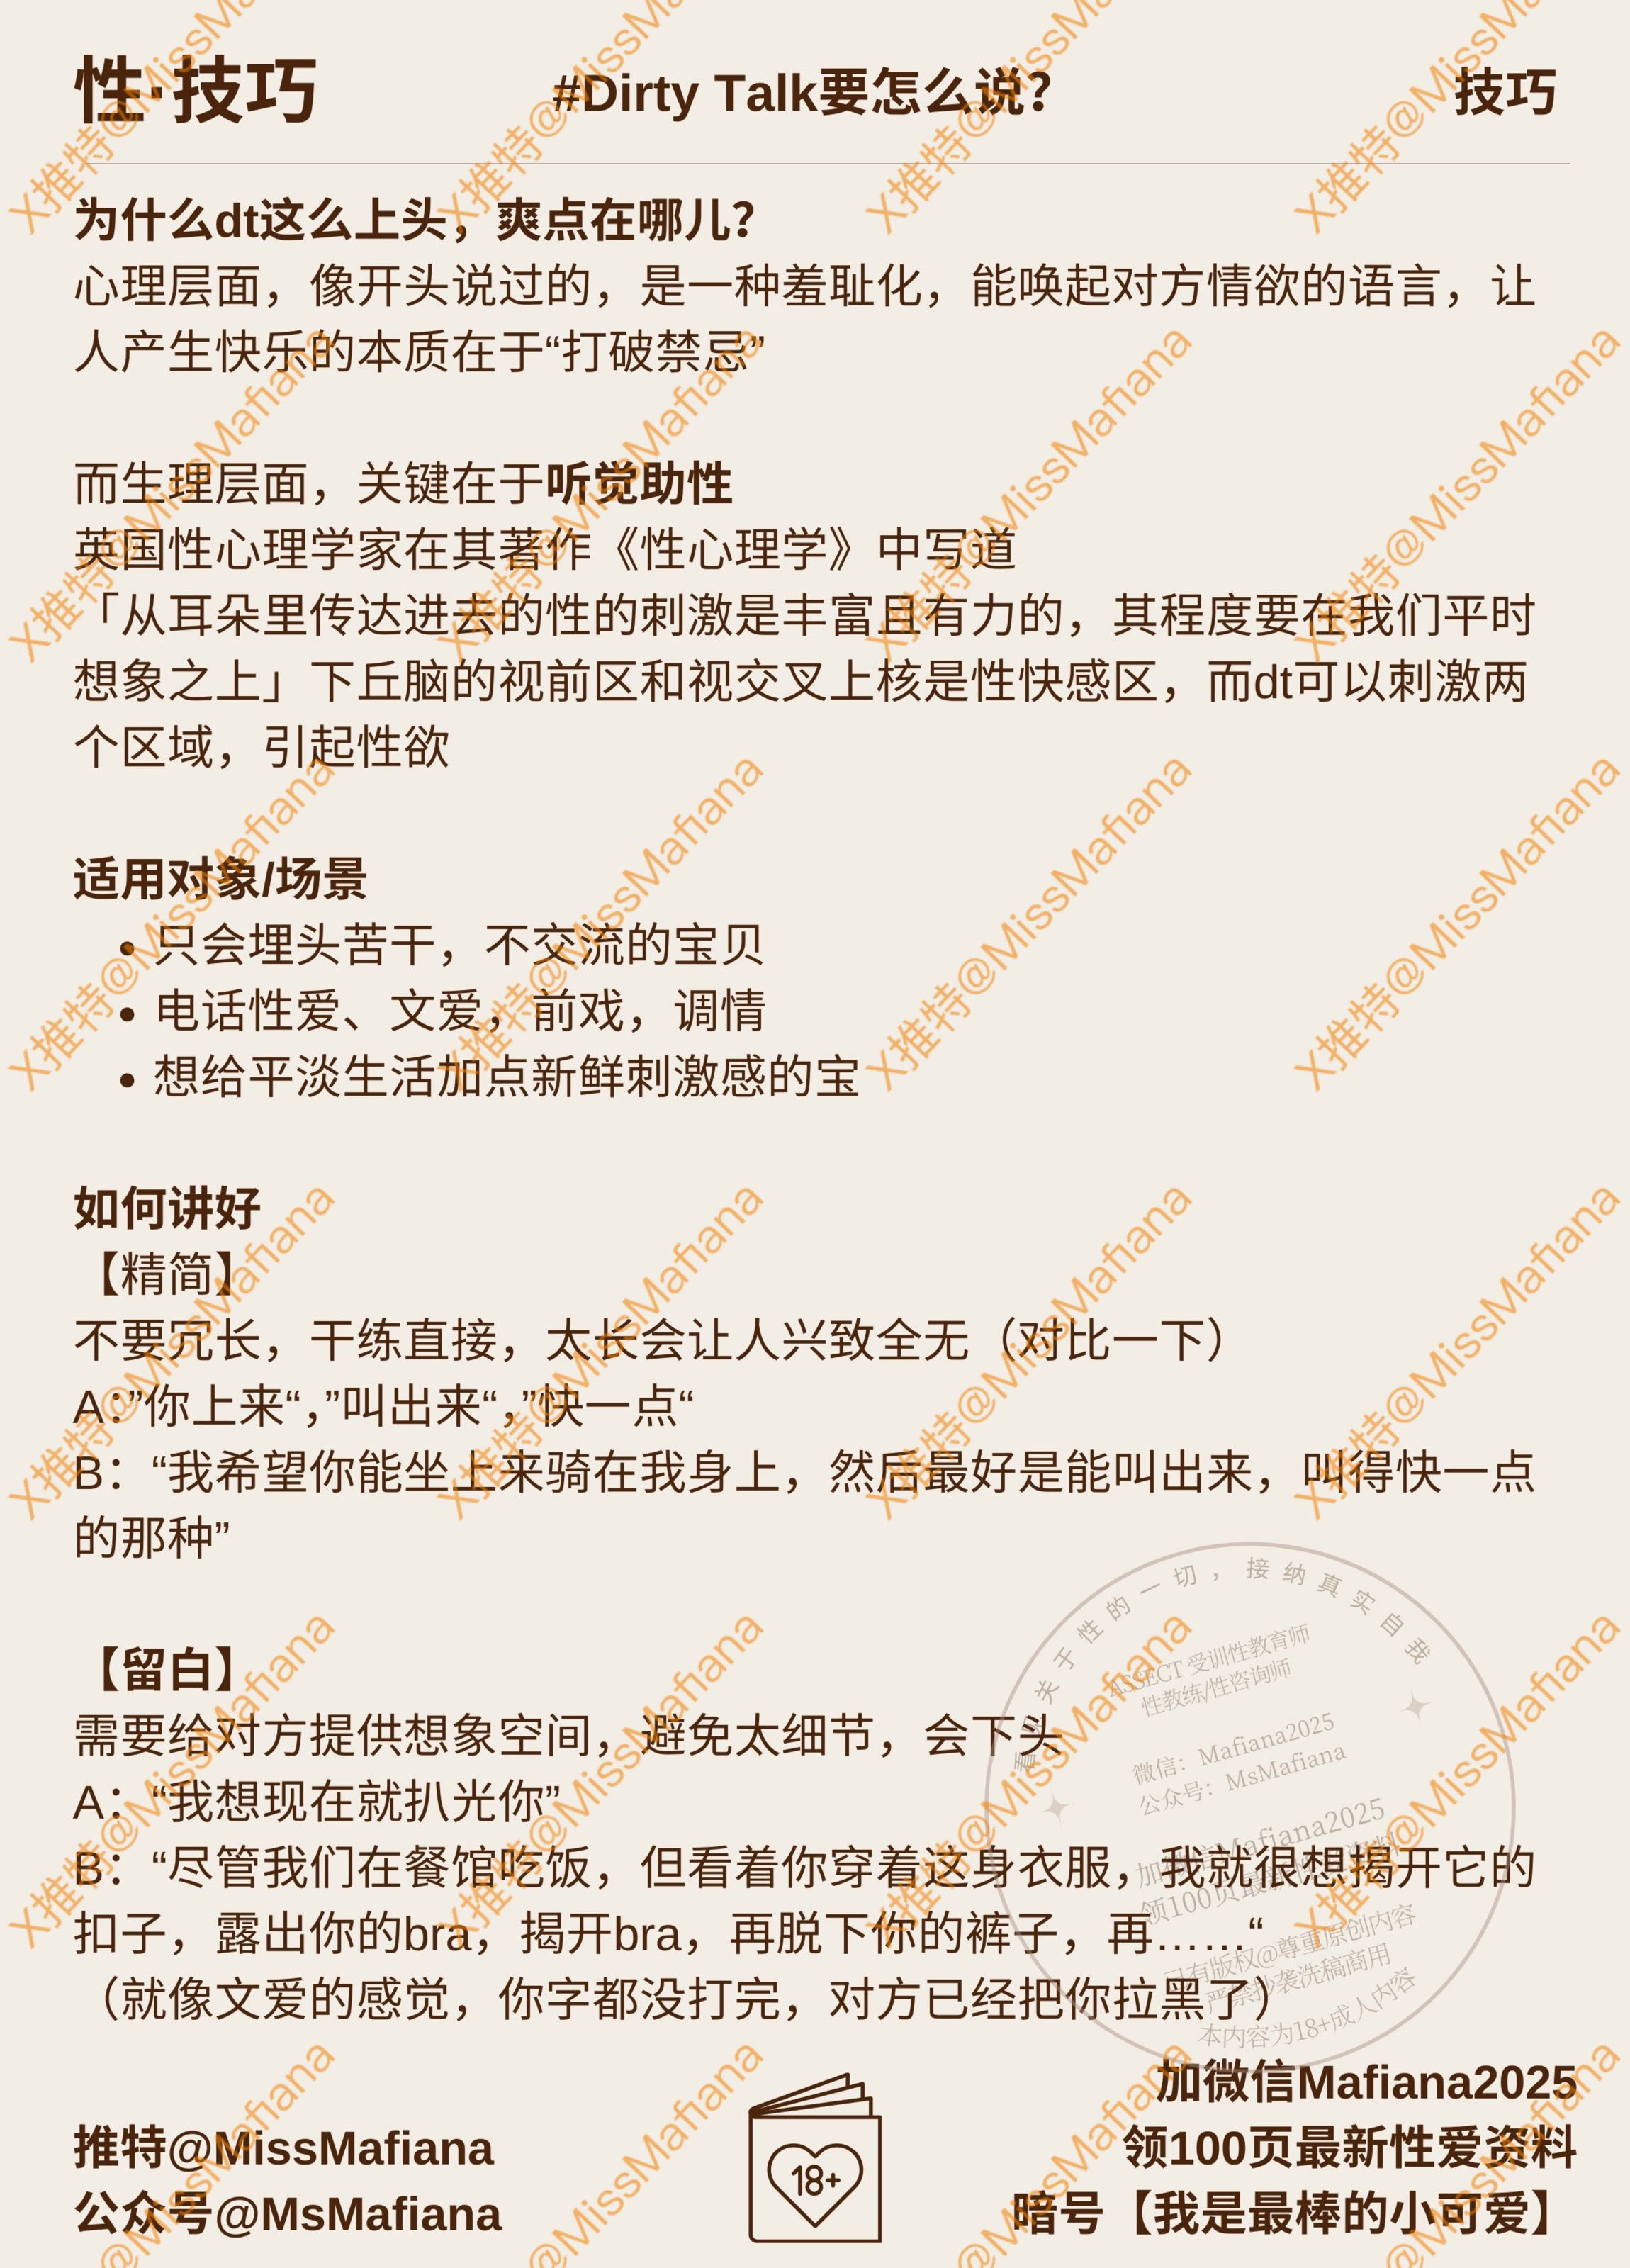 性·技巧 #Dirty Talk要怎么说? 技巧
为什么dt这么上头，爽点在哪儿?
心理层面，像开头说过的，是一种羞耻化，能唤起对方情欲的语言，让
人产生快乐的本质在于“打破禁忌”
而生理层面，关键在于听觉助性
英国性心理学家在其著作《性心理学》中写道
「从耳朵里传达进去的性的刺激是丰富且有力的，其程度要在我们平时
想象之上」下丘脑的视前区和视交叉上核是性快感区，而dt可以刺激两
个区域，引起性欲
适用对象/场景
• 只会埋头苦干，不交流的宝贝
• 电话性爱、文爱，前戏，调情
• 想给平淡生活加点新鲜刺激感的宝
如何讲好
【精简】
不要冗长，干练直接，太长会让人兴致全无（对比一下）
A：”你上来“，”叫出来“，”快一点“
B：“我希望你能坐上来骑在我身上，然后最好是能叫出来，叫得快一点
的那种”
【留白】
需要给对方提供想象空间，避免太细节，会下头
A：“我想现在就扒光你”
B：“尽管我们在餐馆吃饭，但看着你穿着这身衣服，我就很想揭开它的
扣子，露出你的bra，揭开bra，再脱下你的裤子，再……“
（就像文爱的感觉，你字都没打完，对方已经把你拉黑了）
关于性的一切，接纳真实自我
ASSECT 受训性教育师
性教练/性咨询师
微信：Mafiana2025
公众号：MsMafiana
加微信Mafiana2025
领100页最新性爱资料
已有版权@尊重原创内容
严禁抄袭洗稿商用
本内容为18+成人内容
推特@MissMafiana
公众号@MsMafiana
18+
加微信Mafiana2025
领100页最新性爱资料
暗号【我是最棒的小可爱】
X推特@MissMafiana